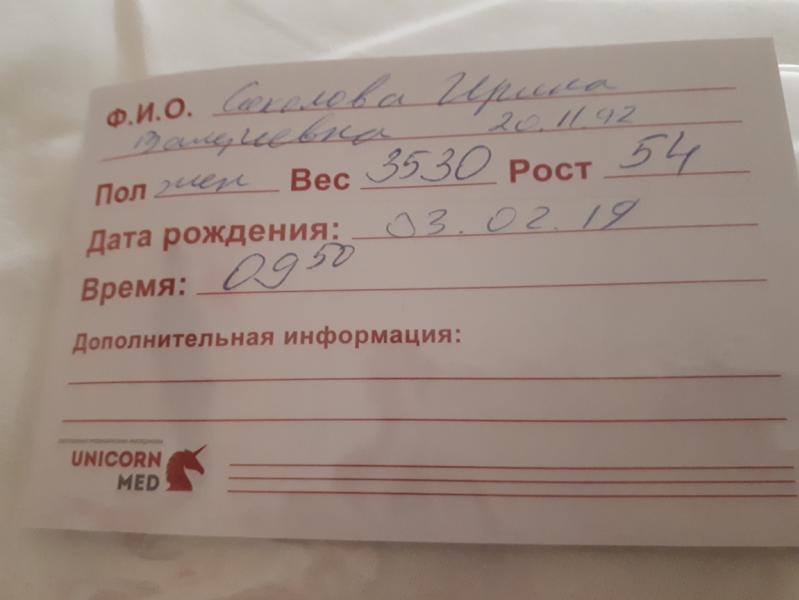 Ф.И.О. Соколова Ирина
20.11.92
Пол жен Вес 3530 Рост 54
Дата рождения: 03.02.19
Время: 09 50
Дополнительная информация:
UNICORN
MED